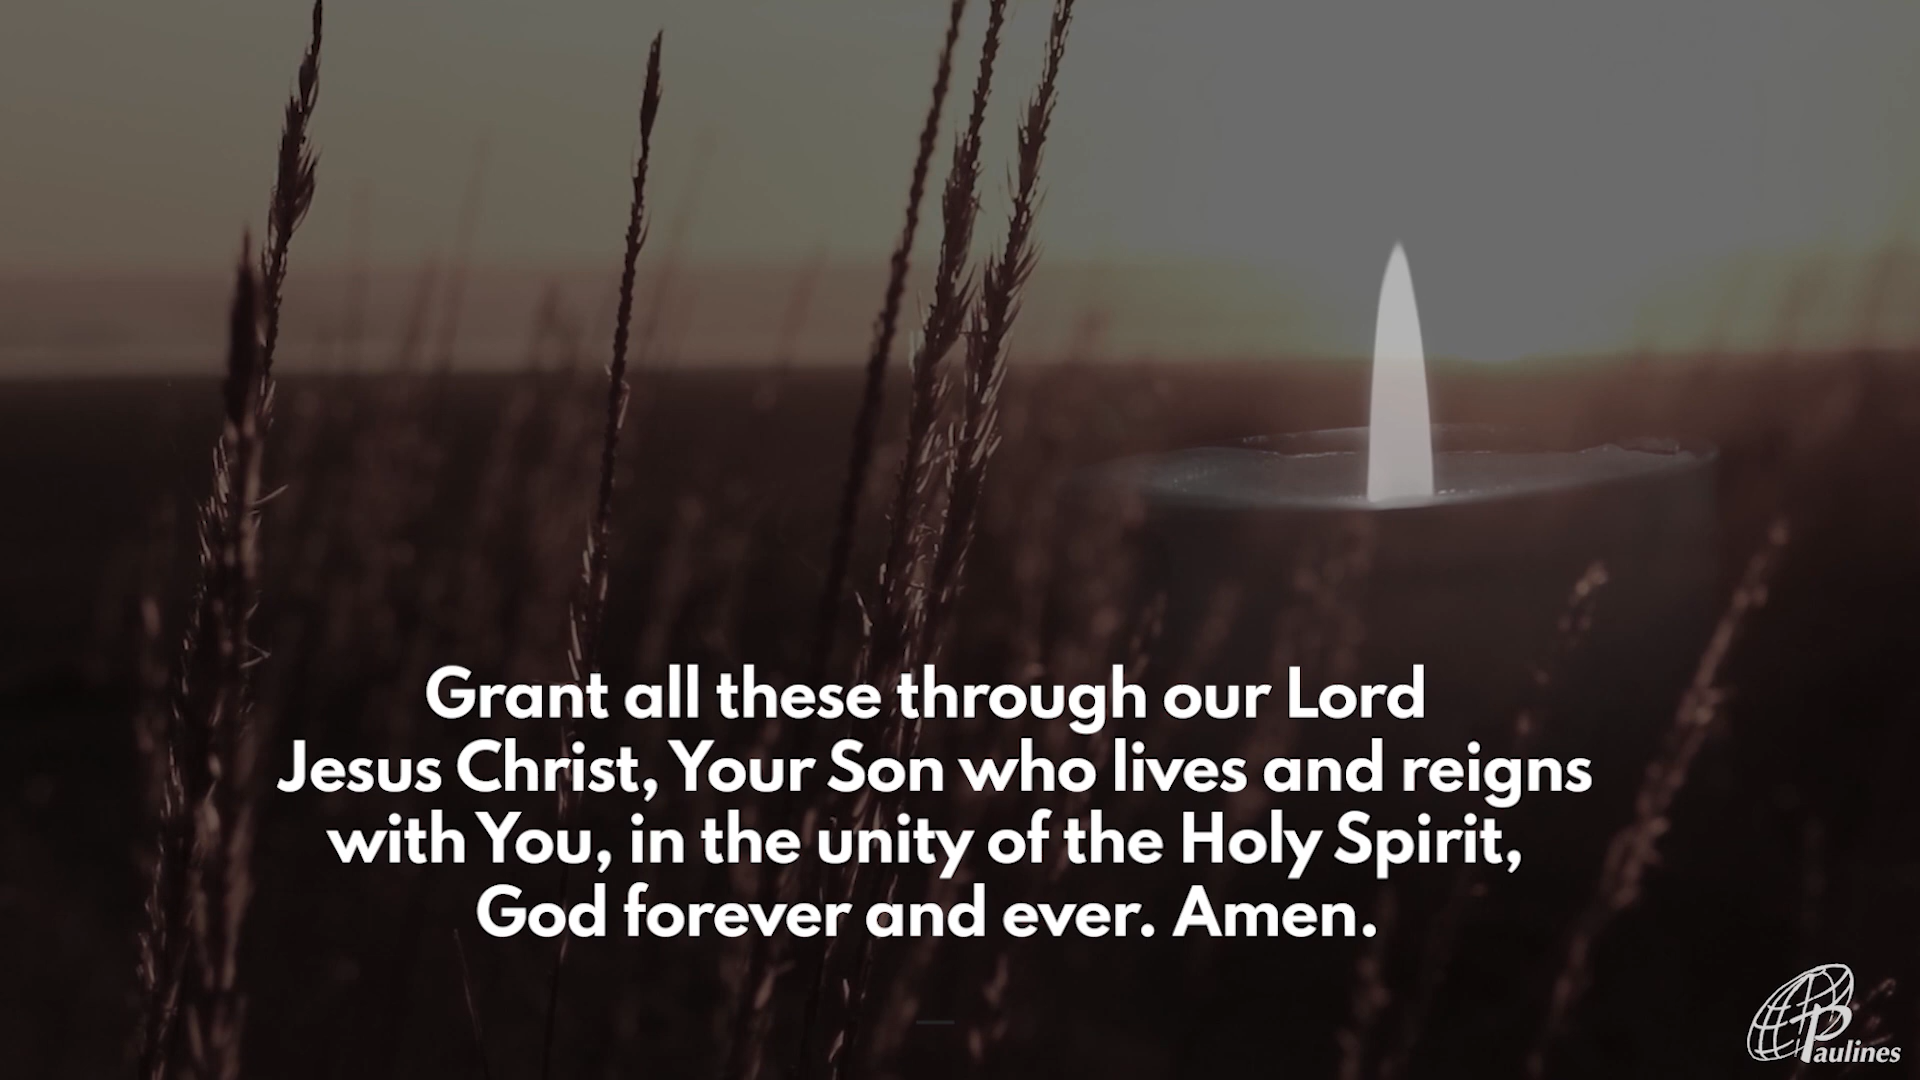 Grant all these through our Lord
Jesus Christ, Your Son who lives and reigns
with You, in the unity of the Holy Spirit,
God forever and ever. Amen.
Paulines